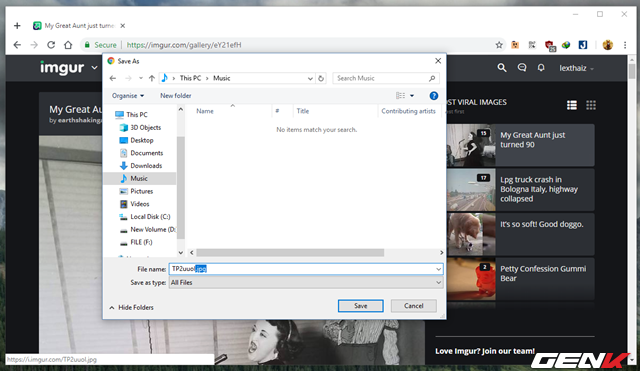 My Great Aunt just turne
Secure
https://imgur.com/gallery/eY21efH
Save As
This PC
Music
Search Music
Organise
New folder
This PC
3D Objects
Desktop
Documents
Downloads
Music
Pictures
Videos
Local Disk (C:)
New Volume (D:)
FILE (F:)
Name
#
Title
Contributing artists
No items match your search.
File name:
TP2uuol.jpg
Save as type:
All Files
Hide Folders
Save
Cancel
imgur
lexthaiz
My Great Au
by earthshakinga
OST VIRAL IMAGES
15
My Great Aunt just
turned 90
17
Lpg truck crash in
Bologna Italy, highway
collapsed
It's so soft! Good doggo.
2
Petty Confession Gummi
Bear
Love Imgur? Join our team!
https://i.imgur.com/TP2uuol.jpg
GENK